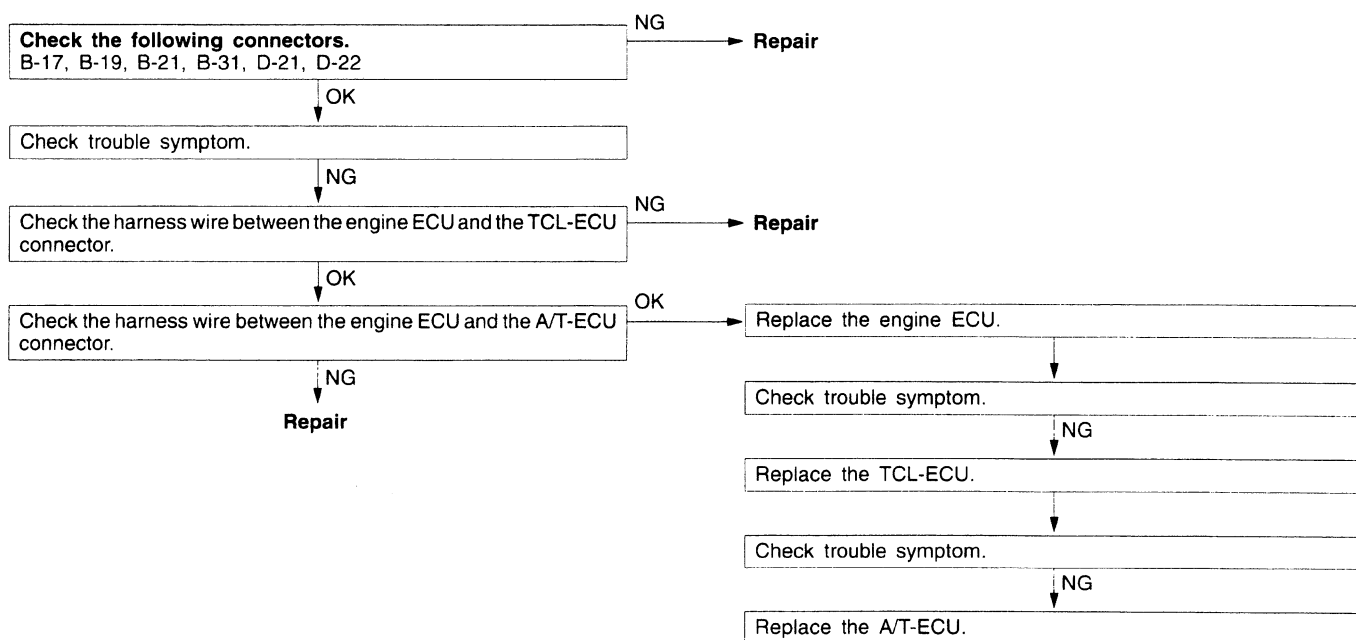 Check the following connectors.
B-17, B-19, B-21, B-31, D-21, D-22
NG
Repair
OK
Check trouble symptom.
NG
Check the harness wire between the engine ECU and the TCL-ECU
connector.
NG
Repair
OK
Check the harness wire between the engine ECU and the A/T-ECU
connector.
NG
Repair
OK
Replace the engine ECU.
Check trouble symptom.
NG
Replace the TCL-ECU.
Check trouble symptom.
NG
Replace the A/T-ECU.